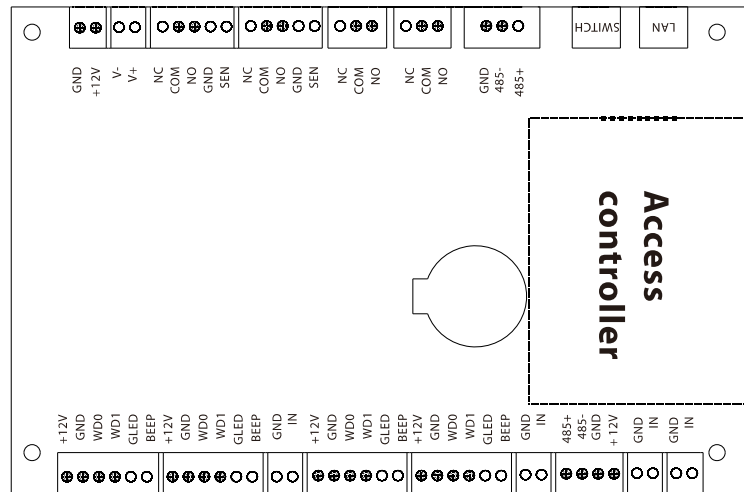 SWITCH
LAN
GND
+12V
V-
V+
NC
COM
NO
GND
SEN
NC
COM
NO
GND
SEN
NC
COM
NO
NC
COM
NO
GND
485-
485+
Access
controller
+12V
GND
WD0
WD1
GLED
BEEP
+12V
GND
WD0
WD1
GLED
BEEP
GND
IN
+12V
GND
WD0
WD1
GLED
BEEP
+12V
GND
WD0
WD1
GLED
BEEP
GND
IN
485+
485-
GND
+12V
GND
IN
GND
IN